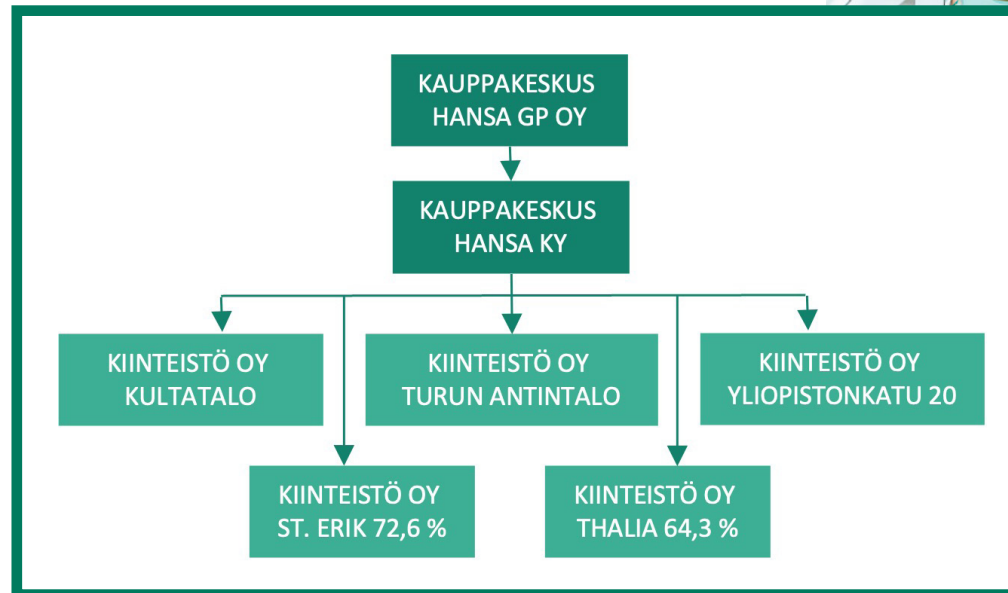 KAUPPAKESKUS
HANSA GP OY
KAUPPAKESKUS
HANSA KY
KIINTEISTÖ OY
KULTATALO
KIINTEISTÖ OY
TURUN ANTINTALO
KIINTEISTÖ OY
YLIOPISTONKATU 20
KIINTEISTÖ OY
ST. ERIK 72,6 %
KIINTEISTÖ OY
THALIA 64,3 %